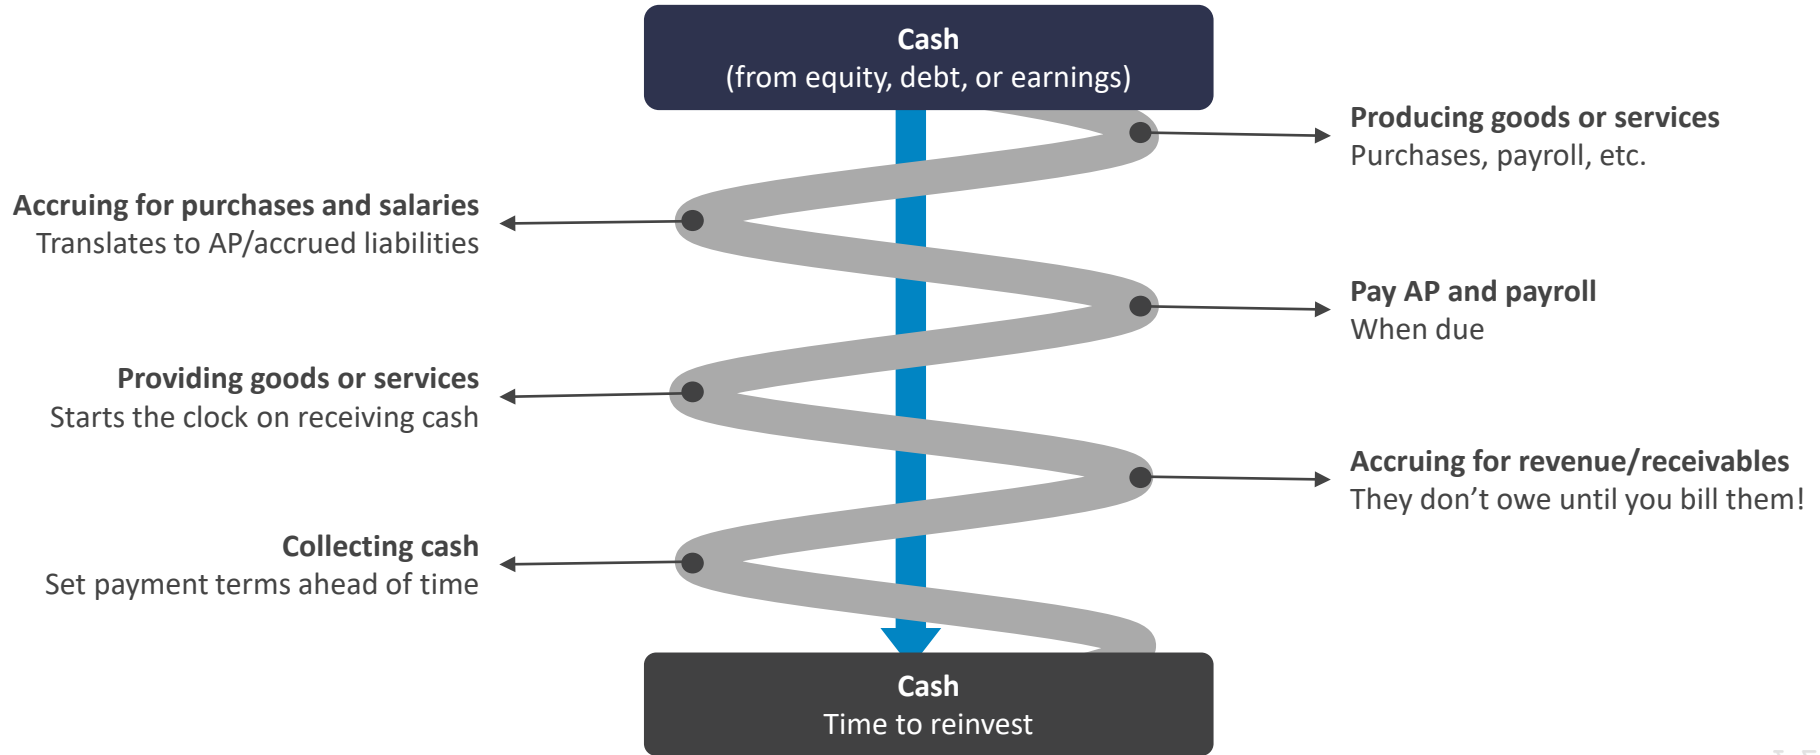 Cash
(from equity, debt, or earnings)
Producing goods or services
Purchases, payroll, etc.
Accruing for purchases and salaries
Translates to AP/accrued liabilities
Pay AP and payroll
When due
Providing goods or services
Starts the clock on receiving cash
Accruing for revenue/receivables
They don’t owe until you bill them!
Collecting cash
Set payment terms ahead of time
Cash
Time to reinvest